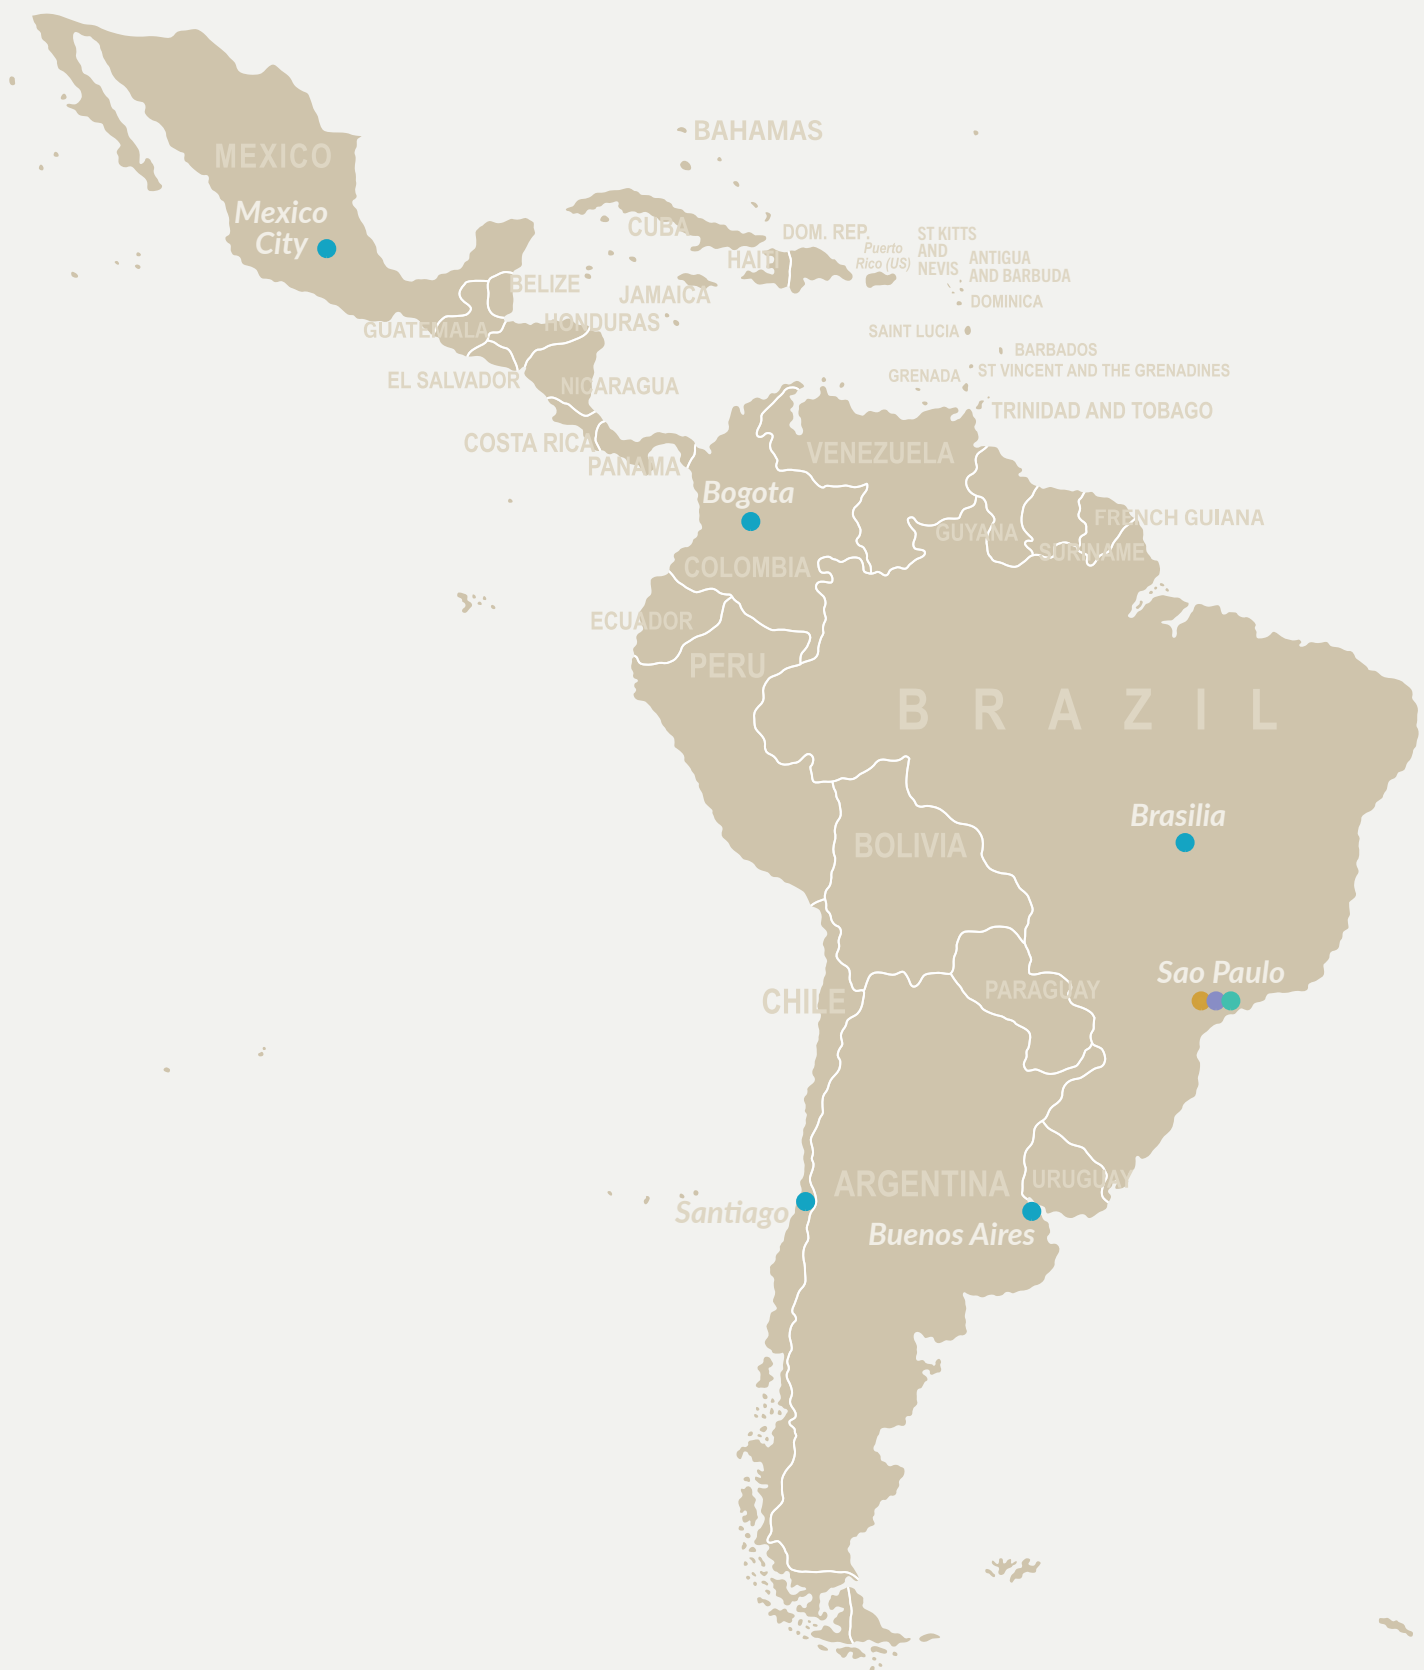 BAHAMAS
MEXICO
Mexico
City
CUBA
DOM. REP.
HAITI
Puerto
Rico (US)
ST KITTS
AND
NEVIS
ANTIGUA
AND BARBUDA
BELIZE
JAMAICA
DOMINICA
GUATEMALA
HONDURAS
SAINT LUCIA
BARBADOS
EL SALVADOR
NICARAGUA
GRENADA
ST VINCENT AND THE GRENADINES
TRINIDAD AND TOBAGO
COSTA RICA
PANAMA
VENEZUELA
Bogota
COLOMBIA
GUYANA
SURINAME
FRENCH GUIANA
ECUADOR
PERU
BRAZIL
Brasilia
BOLIVIA
Sao Paulo
CHILE
PARAGUAY
ARGENTINA
URUGUAY
Santiago
Buenos Aires